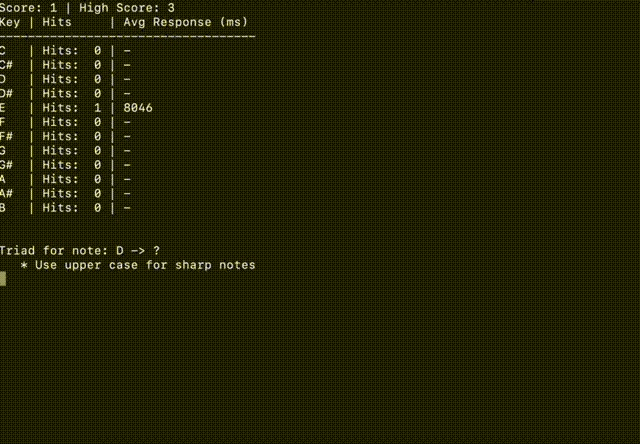 Score: 1 | High Score: 3
Key | Hits     | Avg Response (ms)
-----------------------------------
C   | Hits:  0 | -
C#  | Hits:  0 | -
D   | Hits:  0 | -
D#  | Hits:  0 | -
E   | Hits:  1 | 8046
F   | Hits:  0 | -
F#  | Hits:  0 | -
G   | Hits:  0 | -
G#  | Hits:  0 | -
A   | Hits:  0 | -
A#  | Hits:  0 | -
B   | Hits:  0 | -
Triad for note: D -> ?
* Use upper case for sharp notes